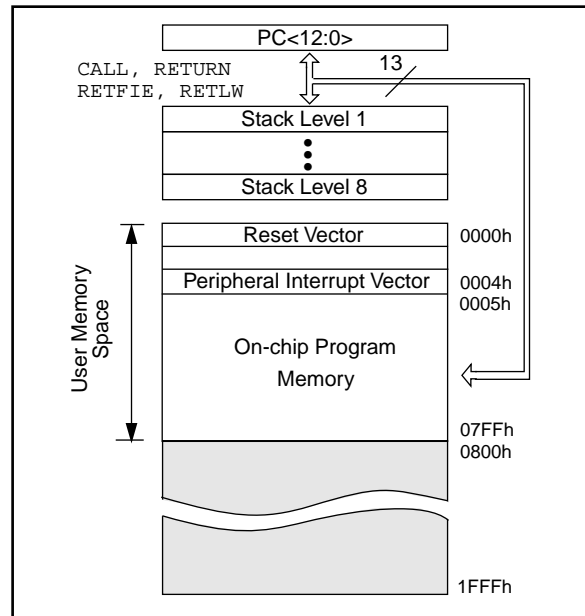 PC<12:0>
CALL, RETURN
RETFIE, RETLW
13
Stack Level 1
Stack Level 8
User Memory
Space
Reset Vector
0000h
Peripheral Interrupt Vector
0004h
0005h
On-chip Program
Memory
07FFh
0800h
1FFFh